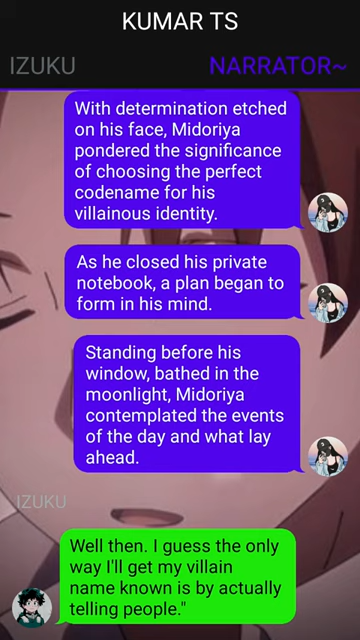 KUMAR TS
IZUKU
NARRATOR~
With determination etched
on his face, Midoriya
pondered the significance
of choosing the perfect
codename for his
villainous identity.
As he closed his private
notebook, a plan began to
form in his mind.
Standing before his
window, bathed in the
moonlight, Midoriya
contemplated the events
of the day and what lay
ahead.
IZUKU
Well then. I guess the only
way I'll get my villain
name known is by actually
telling people."